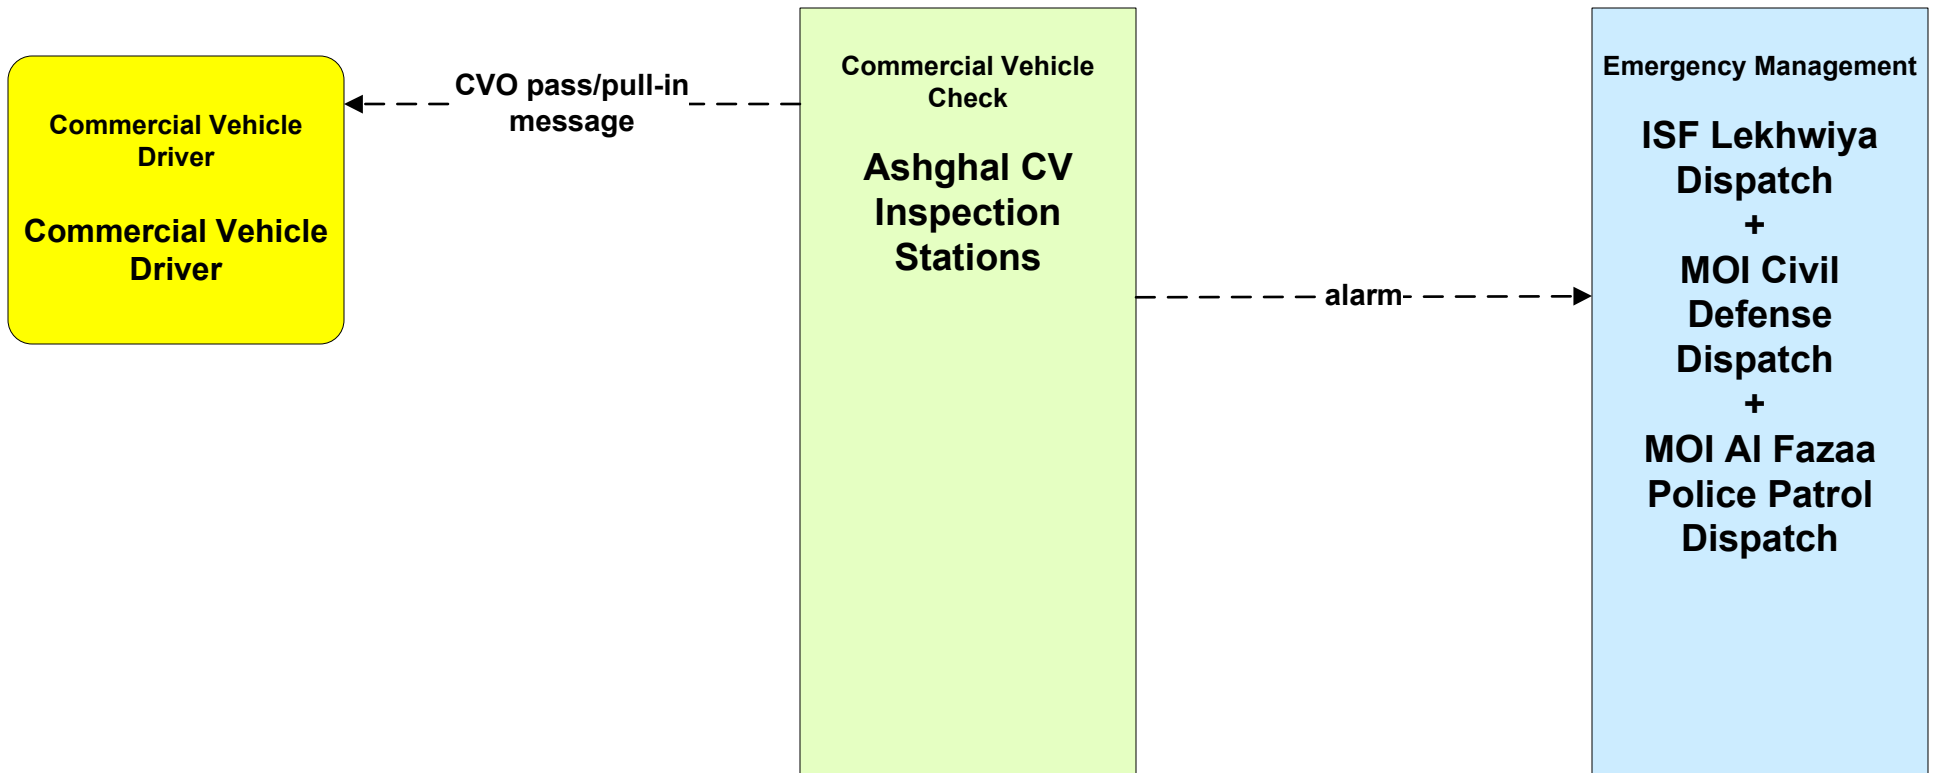 Commercial Vehicle
Driver
Commercial Vehicle
Driver
CVO pass/pull-in
message
Commercial Vehicle
Check
Ashghal CV
Inspection
Stations
alarm
Emergency Management
ISF Lekhwiya
Dispatch
+
MOI Civil
Defense
Dispatch
+
MOI Al Fazaa
Police Patrol
Dispatch